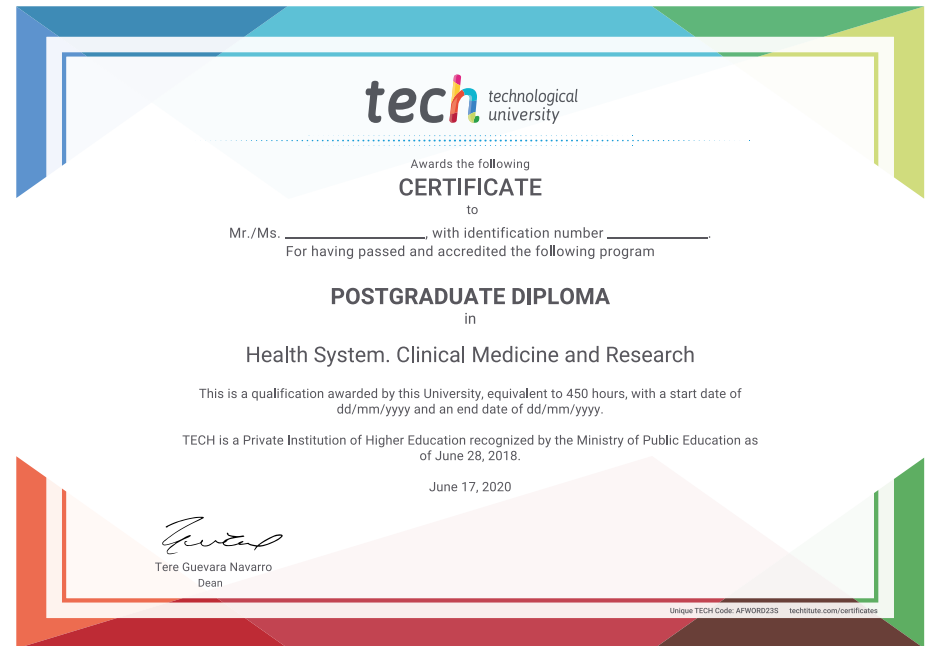 tech technological
university
Awards the following
CERTIFICATE
to
Mr./Ms. ____________________, with identification number ______________.
For having passed and accredited the following program
POSTGRADUATE DIPLOMA
in
Health System. Clinical Medicine and Research
This is a qualification awarded by this University, equivalent to 450 hours, with a start date of
dd/mm/yyyy and an end date of dd/mm/yyyy.
TECH is a Private Institution of Higher Education recognized by the Ministry of Public Education as
of June 28, 2018.
June 17, 2020
Tere Guevara Navarro
Dean
Unique TECH Code: AFWORD23S techtitute.com/certificates